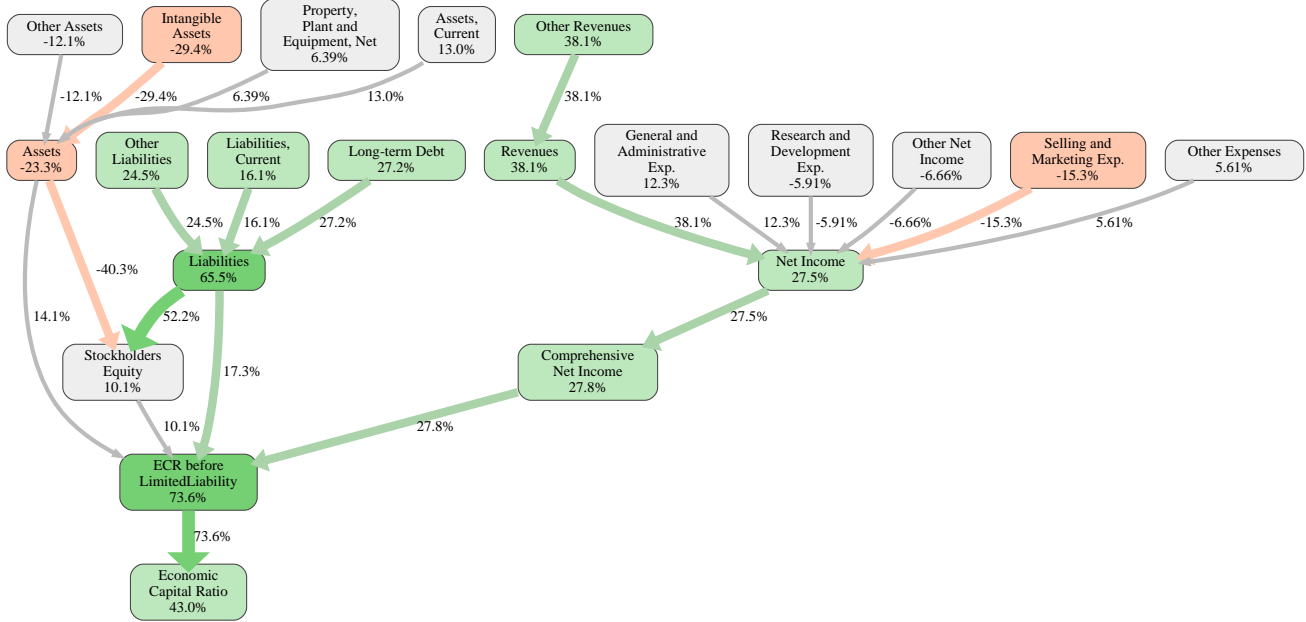 Other Assets
-12.1%
Intangible
Assets
-29.4%
Property,
Plant and
Equipment, Net
6.39%
Assets,
Current
13.0%
Other Revenues
38.1%
-12.1%
-29.4%
6.39%
13.0%
38.1%
Assets
-23.3%
Other
Liabilities
24.5%
Liabilities,
Current
16.1%
Long-term Debt
27.2%
Revenues
38.1%
General and
Administrative
Exp.
12.3%
Research and
Development
Exp.
-5.91%
Other Net
Income
-6.66%
Selling and
Marketing Exp.
-15.3%
Other Expenses
5.61%
24.5%
16.1%
27.2%
38.1%
12.3%
-5.91%
-6.66%
-15.3%
5.61%
-40.3%
Liabilities
65.5%
Net Income
27.5%
14.1%
52.2%
27.5%
Stockholders
Equity
10.1%
17.3%
Comprehensive
Net Income
27.8%
10.1%
27.8%
ECR before
LimitedLiability
73.6%
73.6%
Economic
Capital Ratio
43.0%